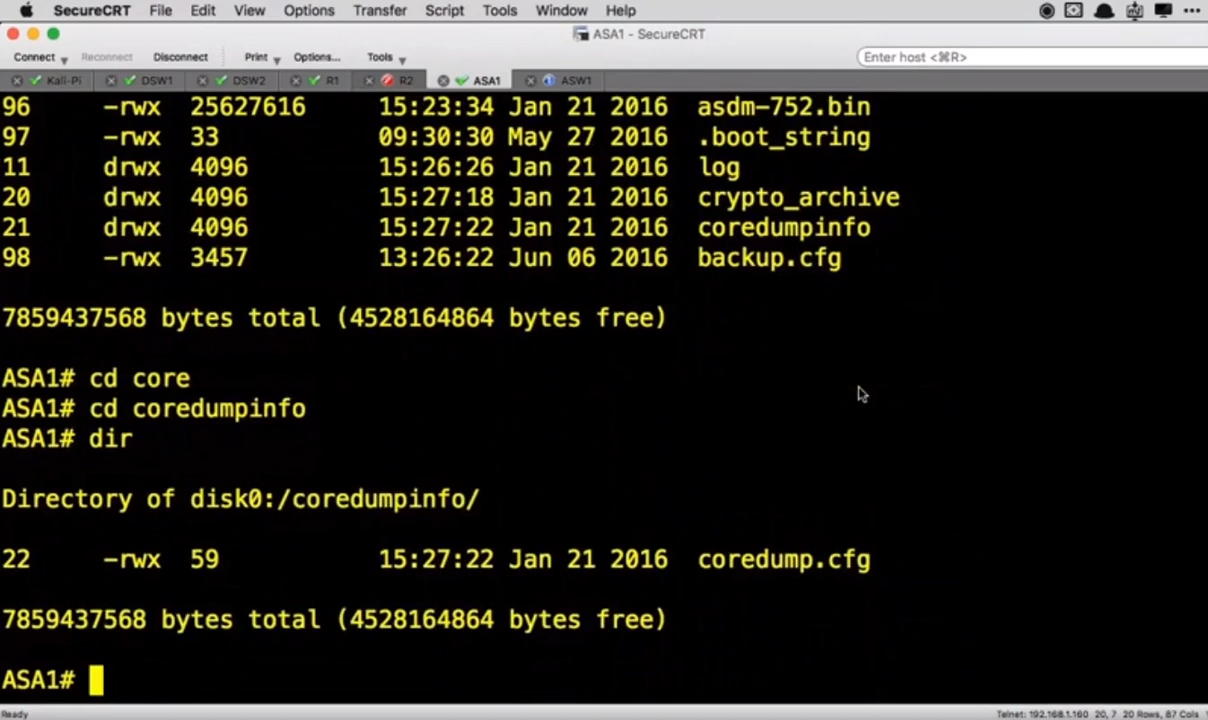 SecureCRT File Edit View Options Transfer Script Tools Window Help
ASA1 - SecureCRT
Connect Reconnect Disconnect Print Options... Tools Enter host <⌘R>
Kali-Pi DSW1 DSW2 R1 R2 ASA1 ASW1
96 -rwx 25627616 15:23:34 Jan 21 2016 asdm-752.bin
97 -rwx 33 09:30:30 May 27 2016 .boot_string
11 drwx 4096 15:26:26 Jan 21 2016 log
20 drwx 4096 15:27:18 Jan 21 2016 crypto_archive
21 drwx 4096 15:27:22 Jan 21 2016 coredumpinfo
98 -rwx 3457 13:26:22 Jun 06 2016 backup.cfg
7859437568 bytes total (4528164864 bytes free)
ASA1# cd core
ASA1# cd coredumpinfo
ASA1# dir
Directory of disk0:/coredumpinfo/
22 -rwx 59 15:27:22 Jan 21 2016 coredump.cfg
7859437568 bytes total (4528164864 bytes free)
ASA1#
Ready Telnet: 192.168.1.160 20, 7 20 Rows, 87 Cols